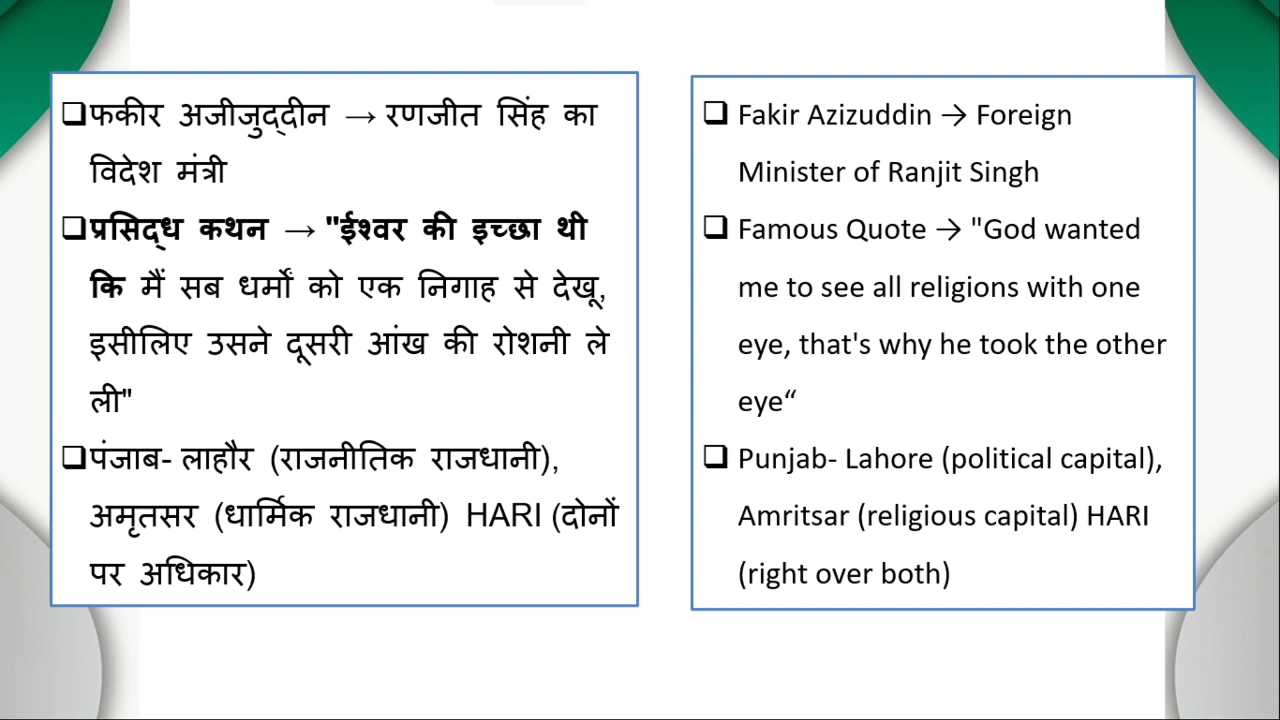 ❑फकीर अजीजुद्दीन → रणजीत सिंह का
विदेश मंत्री
❑प्रसिद्ध कथन → "ईश्वर की इच्छा थी
कि मैं सब धर्मों को एक निगाह से देखू,
इसीलिए उसने दूसरी आंख की रोशनी ले
ली"
❑पंजाब- लाहौर (राजनीतिक राजधानी),
अमृतसर (धार्मिक राजधानी) HARI (दोनों
पर अधिकार)
❑ Fakir Azizuddin → Foreign
Minister of Ranjit Singh
❑ Famous Quote → "God wanted
me to see all religions with one
eye, that's why he took the other
eye“
❑ Punjab- Lahore (political capital),
Amritsar (religious capital) HARI
(right over both)